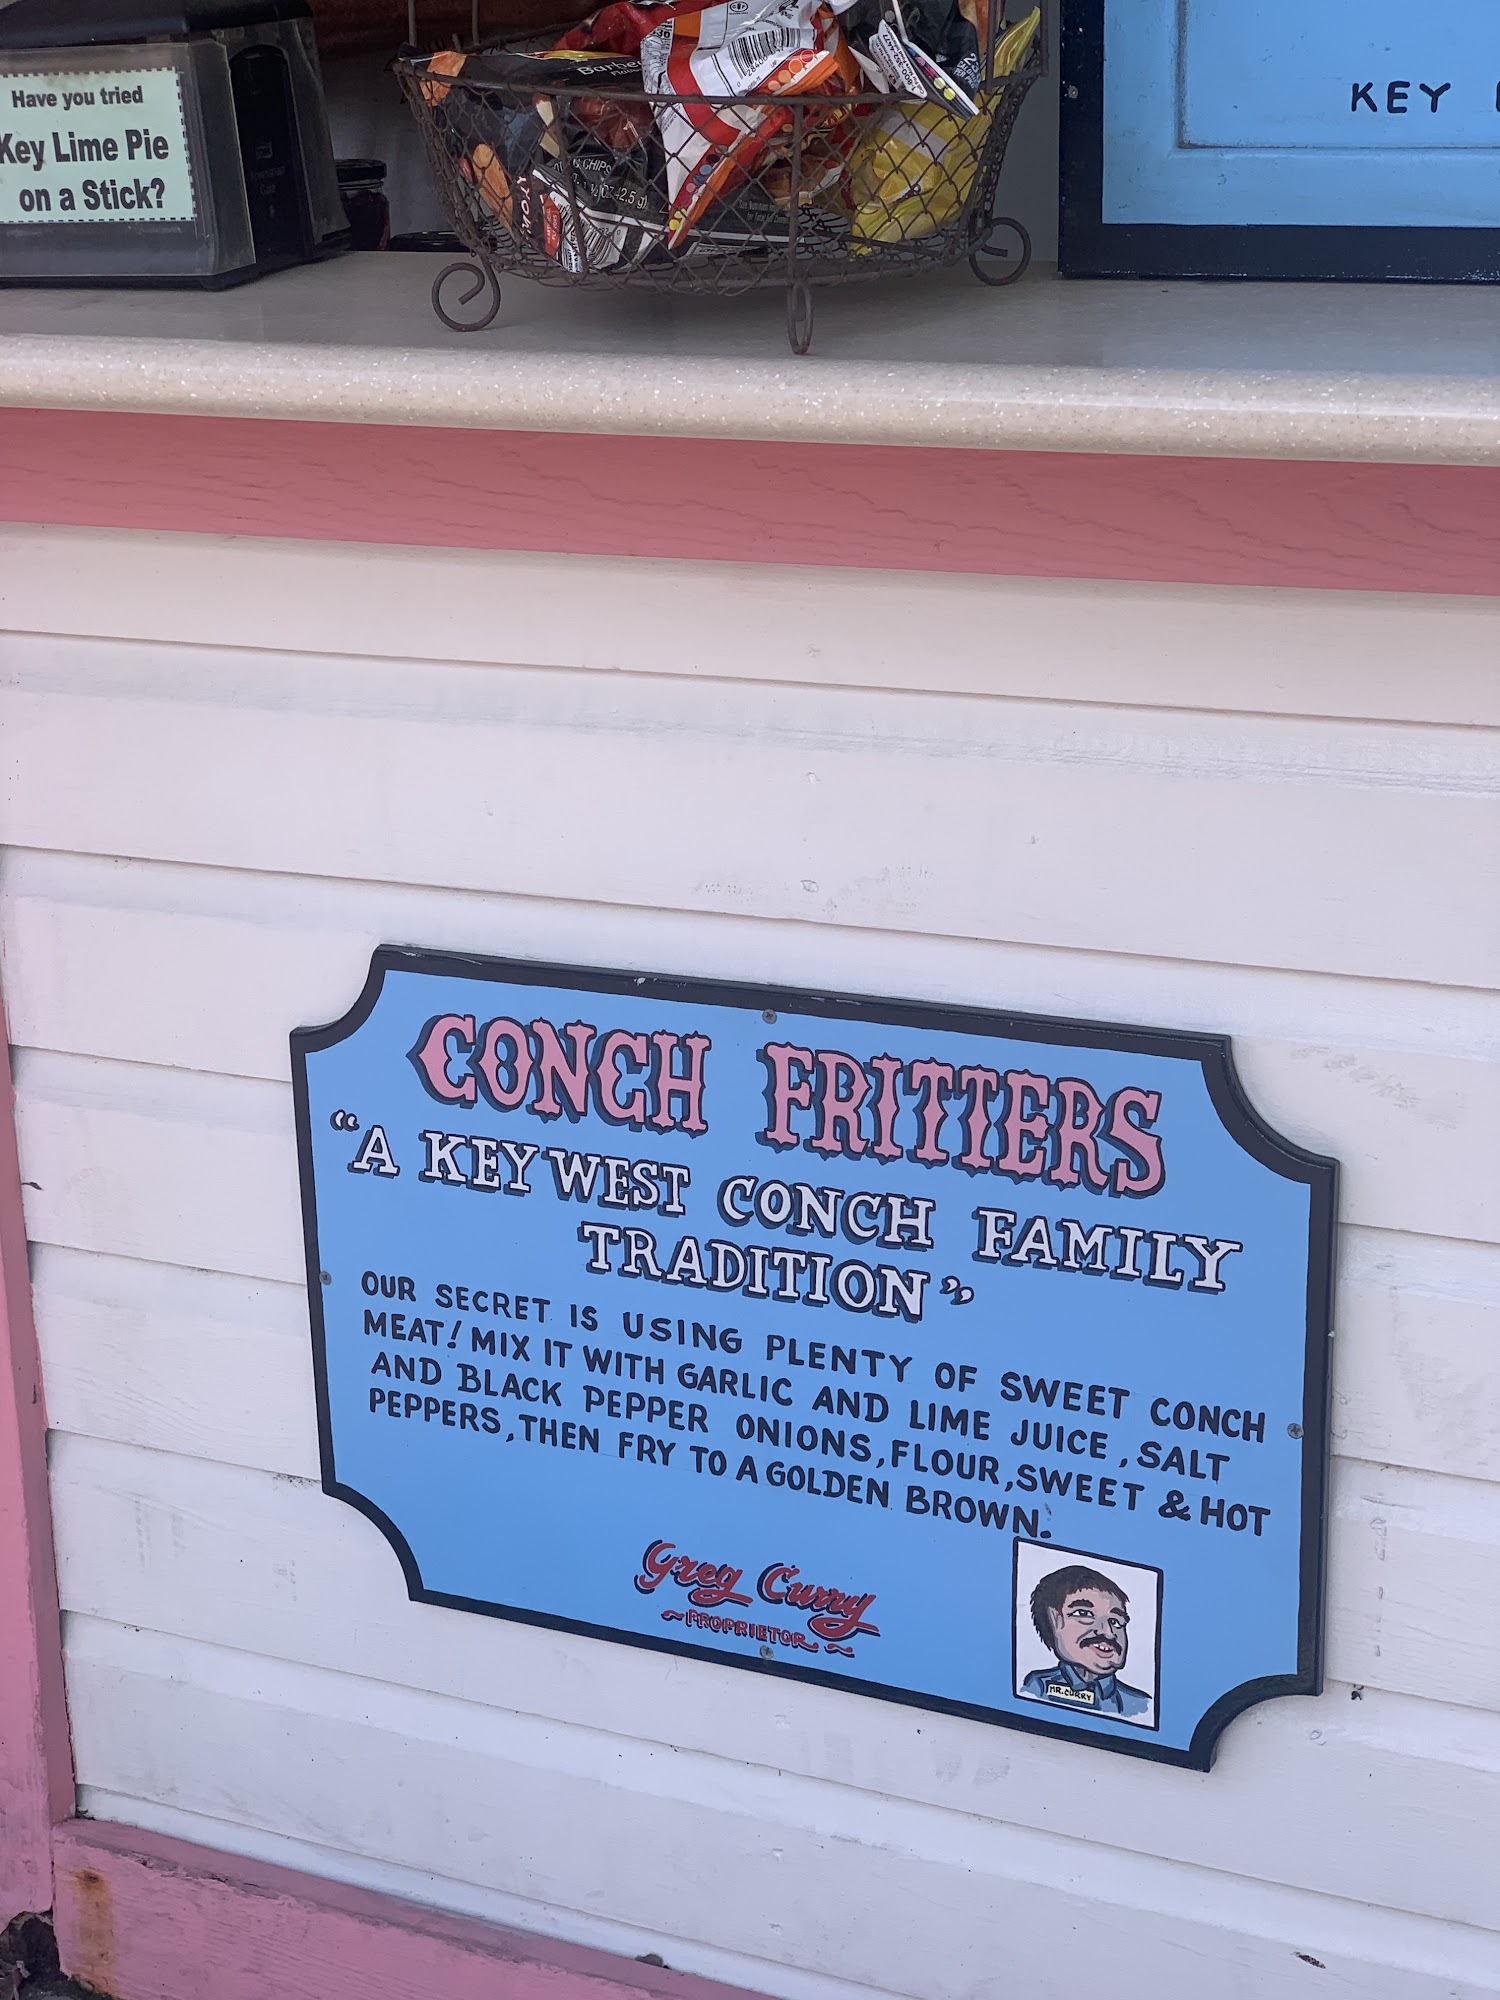 Have you tried
Key Lime Pie
on a Stick?
Barbe
CHIPS
KEY
CONCH FRITTERS
“A KEY WEST CONCH FAMILY
TRADITION”
OUR SECRET IS USING PLENTY OF SWEET CONCH
MEAT! MIX IT WITH GARLIC AND LIME JUICE, SALT
AND BLACK PEPPER ONIONS, FLOUR, SWEET & HOT
PEPPERS, THEN FRY TO A GOLDEN BROWN.
Greg Curry
~PROPRIETOR~
MR. CURRY